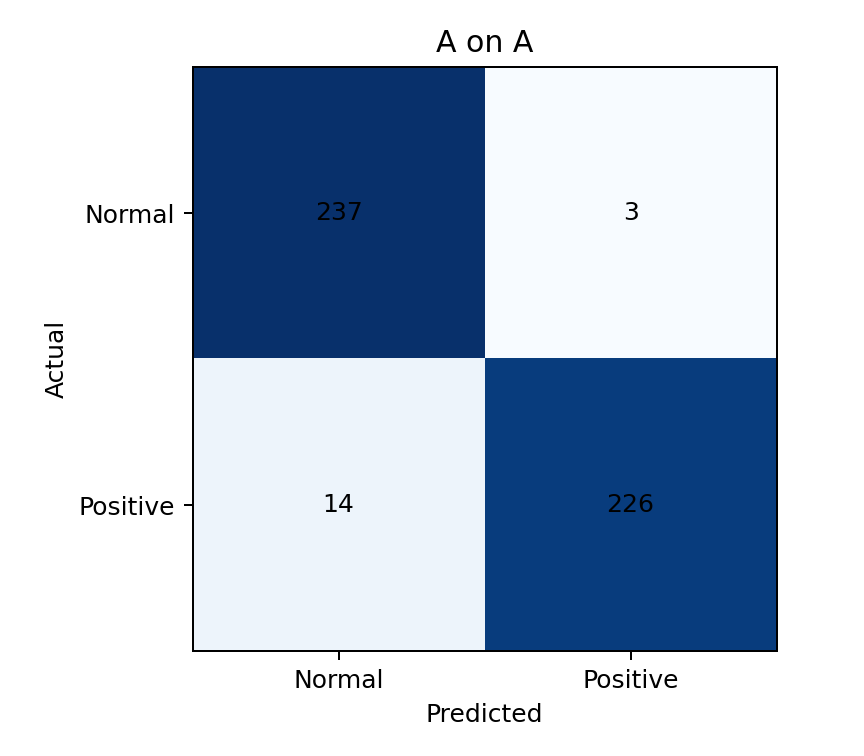 A on A
Normal
237
3
Actual
Positive
14
226
Normal
Positive
Predicted